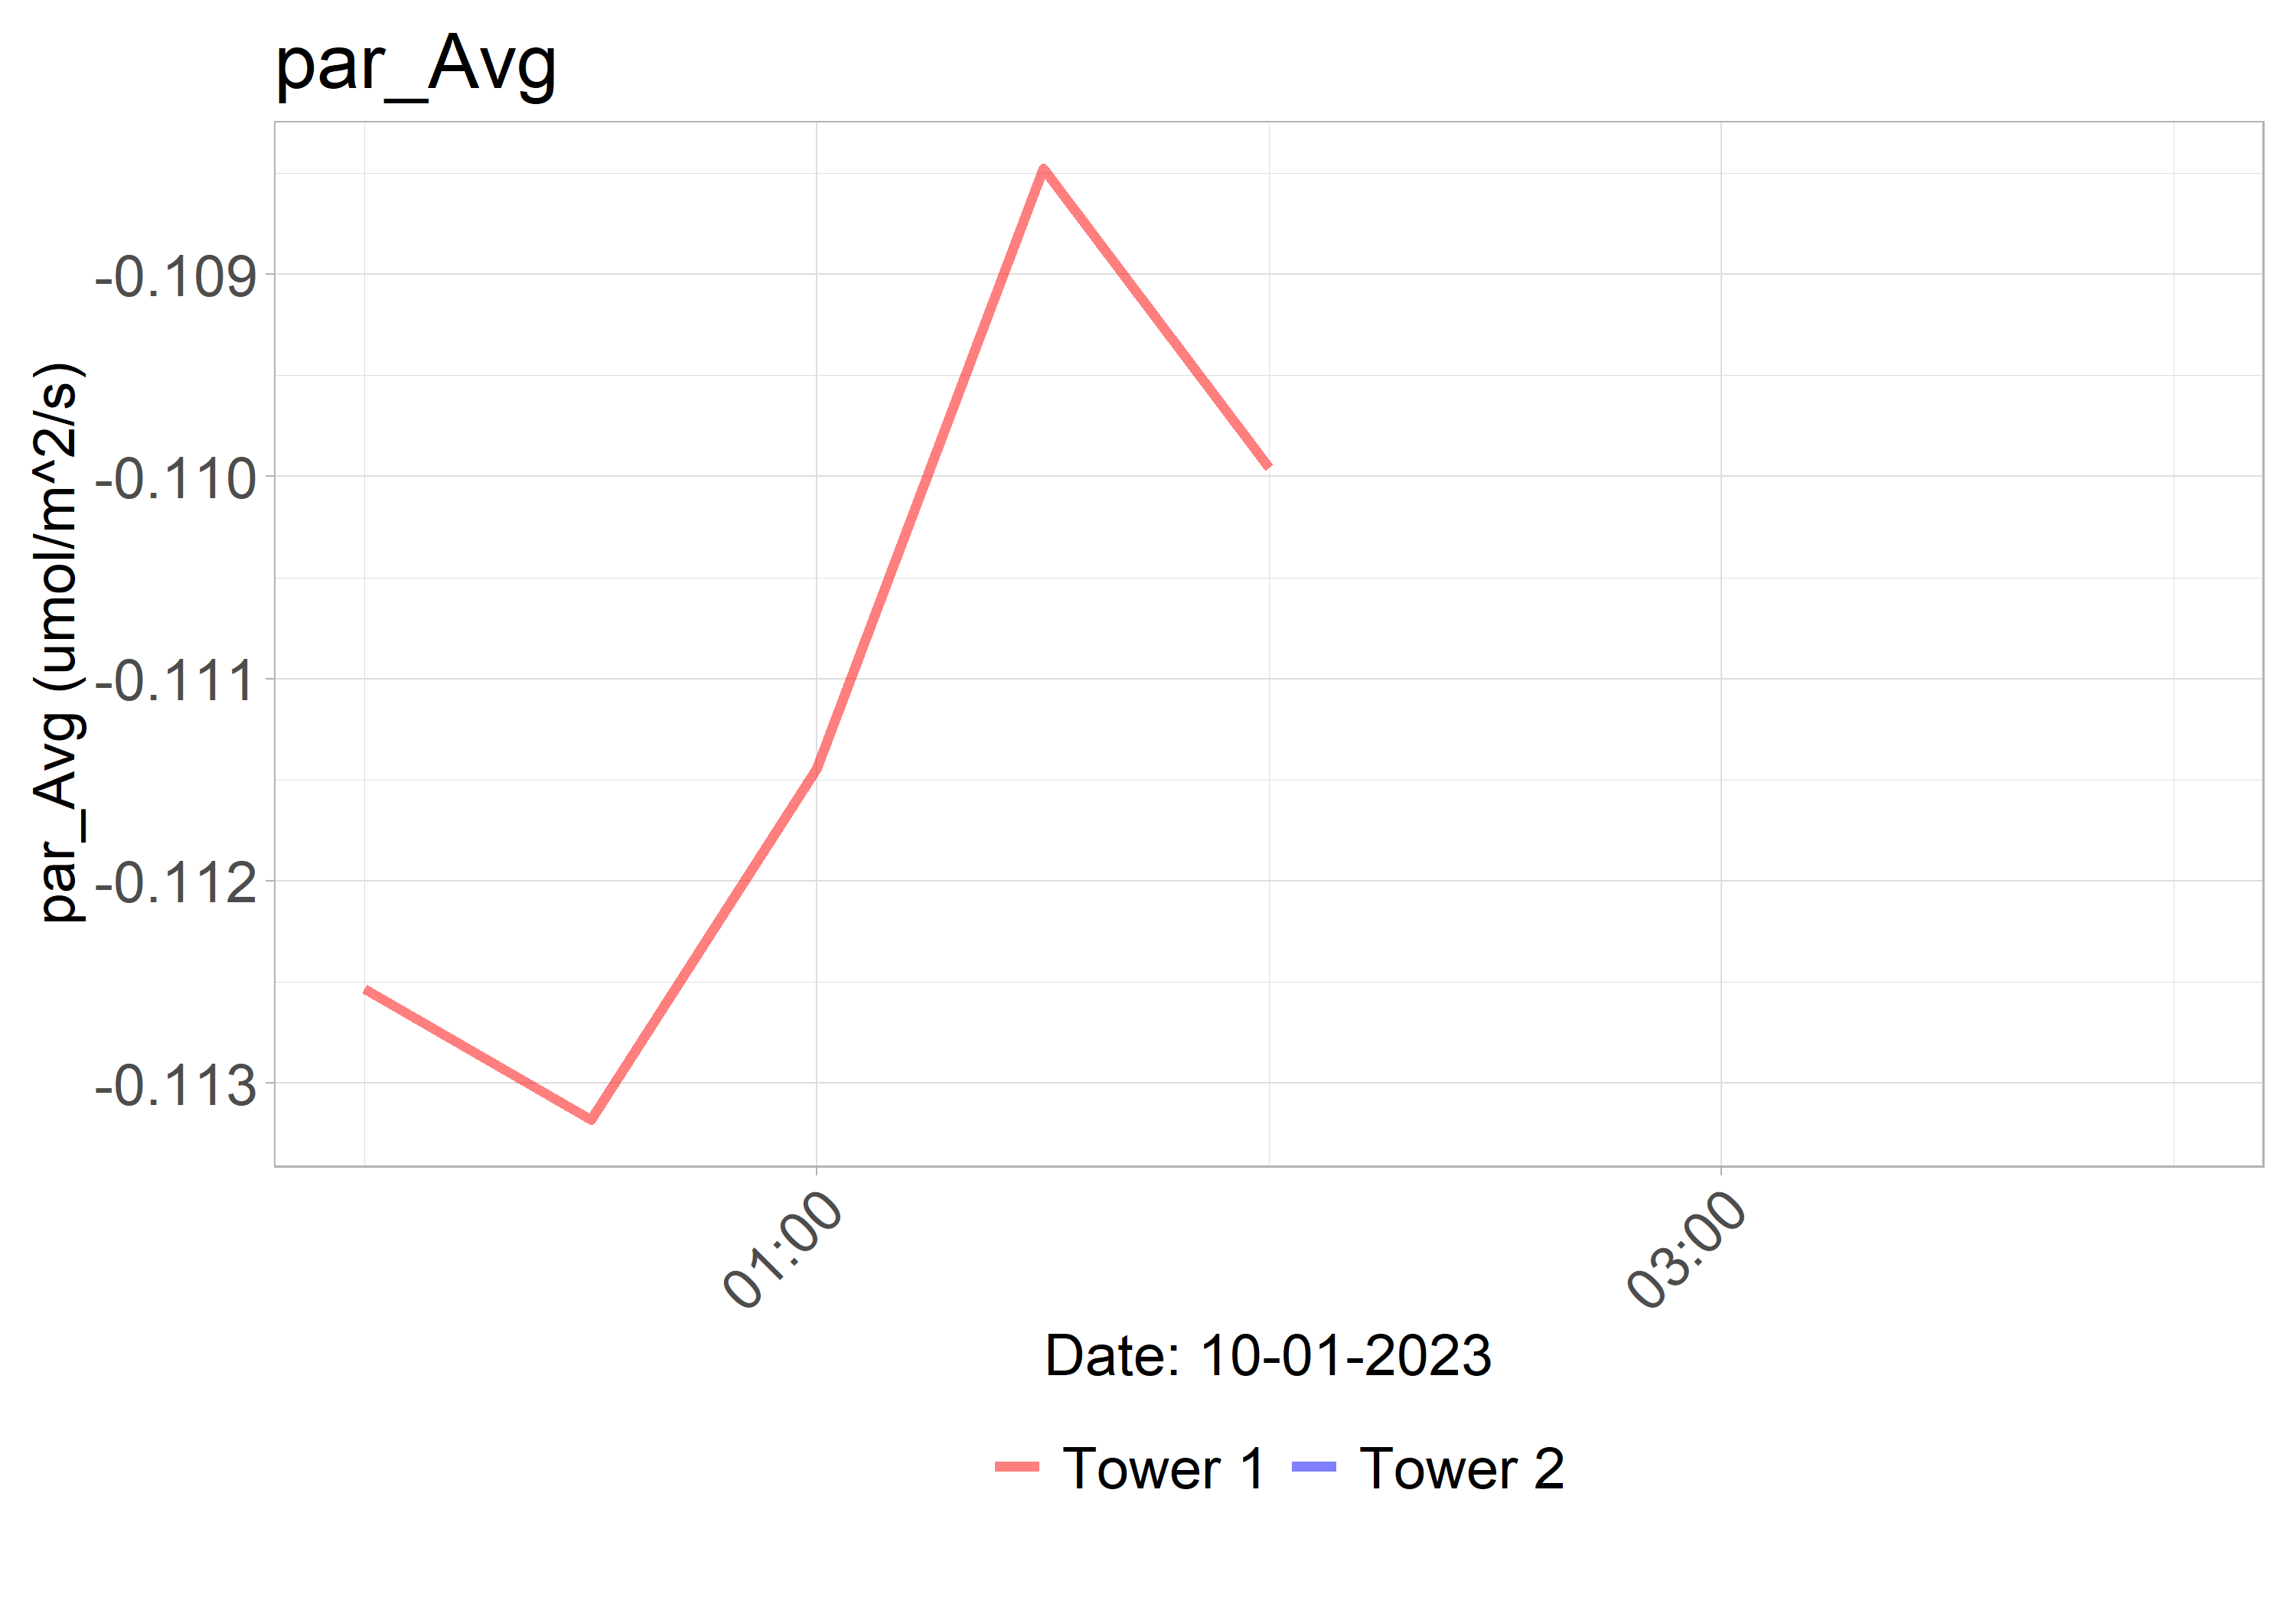 par_Avg
par_Avg (umol/m^2/s)
-0.109
-0.110
-0.111
-0.112
-0.113
01:00
03:00
Date: 10-01-2023
Tower 1
Tower 2